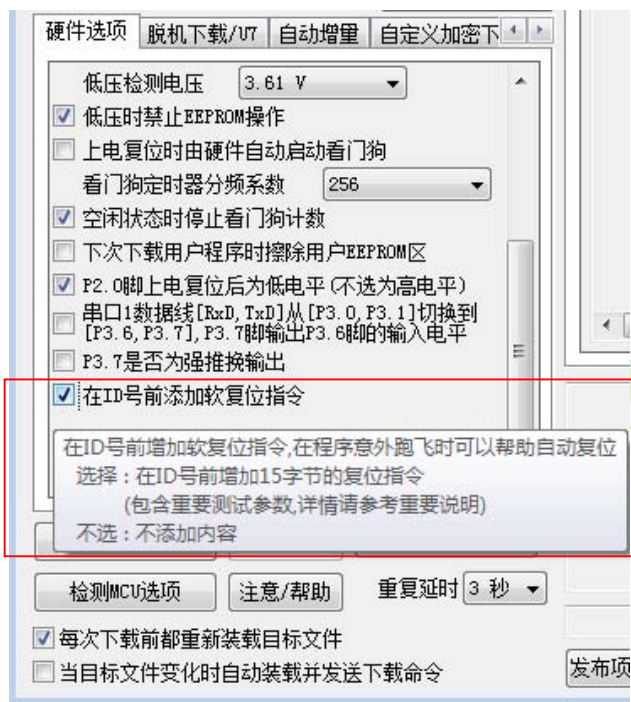 硬件选项 脱机下载/U7 自动增量 自定义加密下
低压检测电压 3.61 V
低压时禁止EEPROM操作
上电复位时由硬件自动启动看门狗
看门狗定时器分频系数 256
空闲状态时停止看门狗计数
下次下载用户程序时擦除用户EEPROM区
P2.0脚上电复位后为低电平(不选为高电平)
串口1数据线[RxD,TxD]从[P3.0,P3.1]切换到
[P3.6,P3.7],P3.7脚输出P3.6脚的输入电平
P3.7是否为强推挽输出
在ID号前添加软复位指令
在ID号前增加软复位指令,在程序意外跑飞时可以帮助自动复位
选择:在ID号前增加15字节的复位指令
(包含重要测试参数,详情请参考重要说明)
不选:不添加内容
检测MCU选项 注意/帮助 重复延时 3 秒
每次下载前都重新装载目标文件
当目标文件变化时自动装载并发送下载命令 发布项